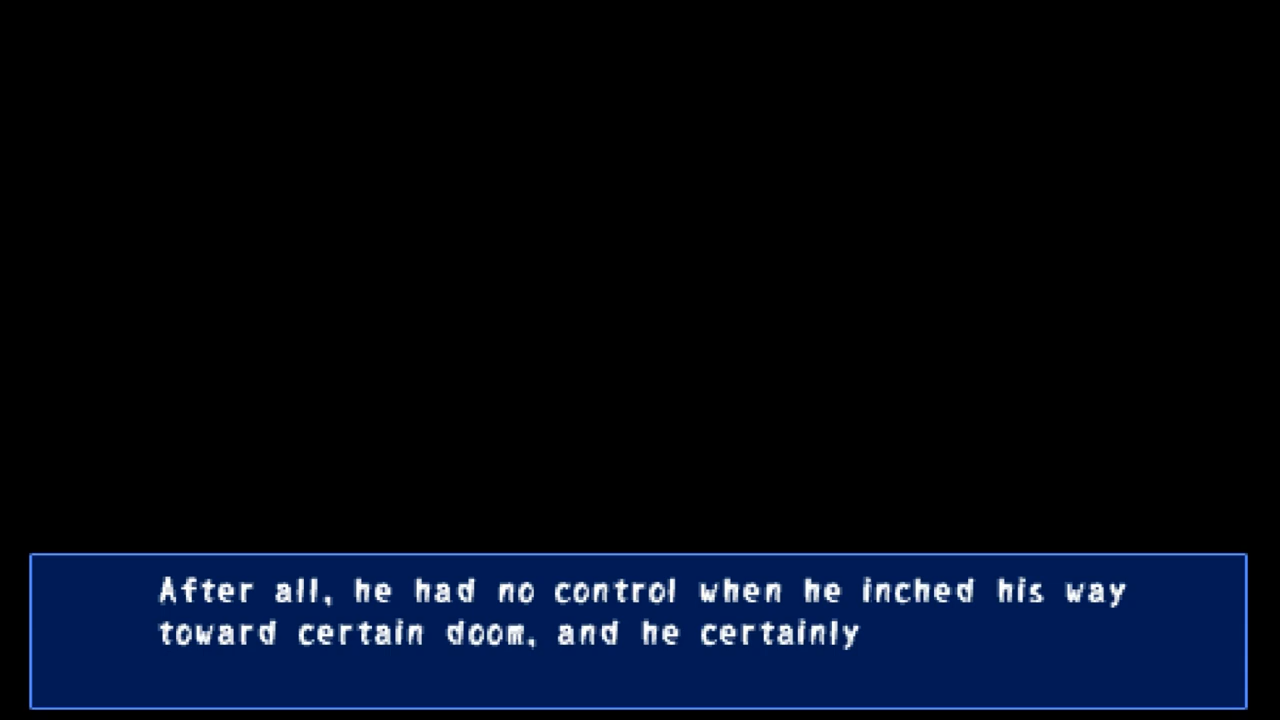 After all, he had no control when he inched his way
toward certain doom, and he certainly